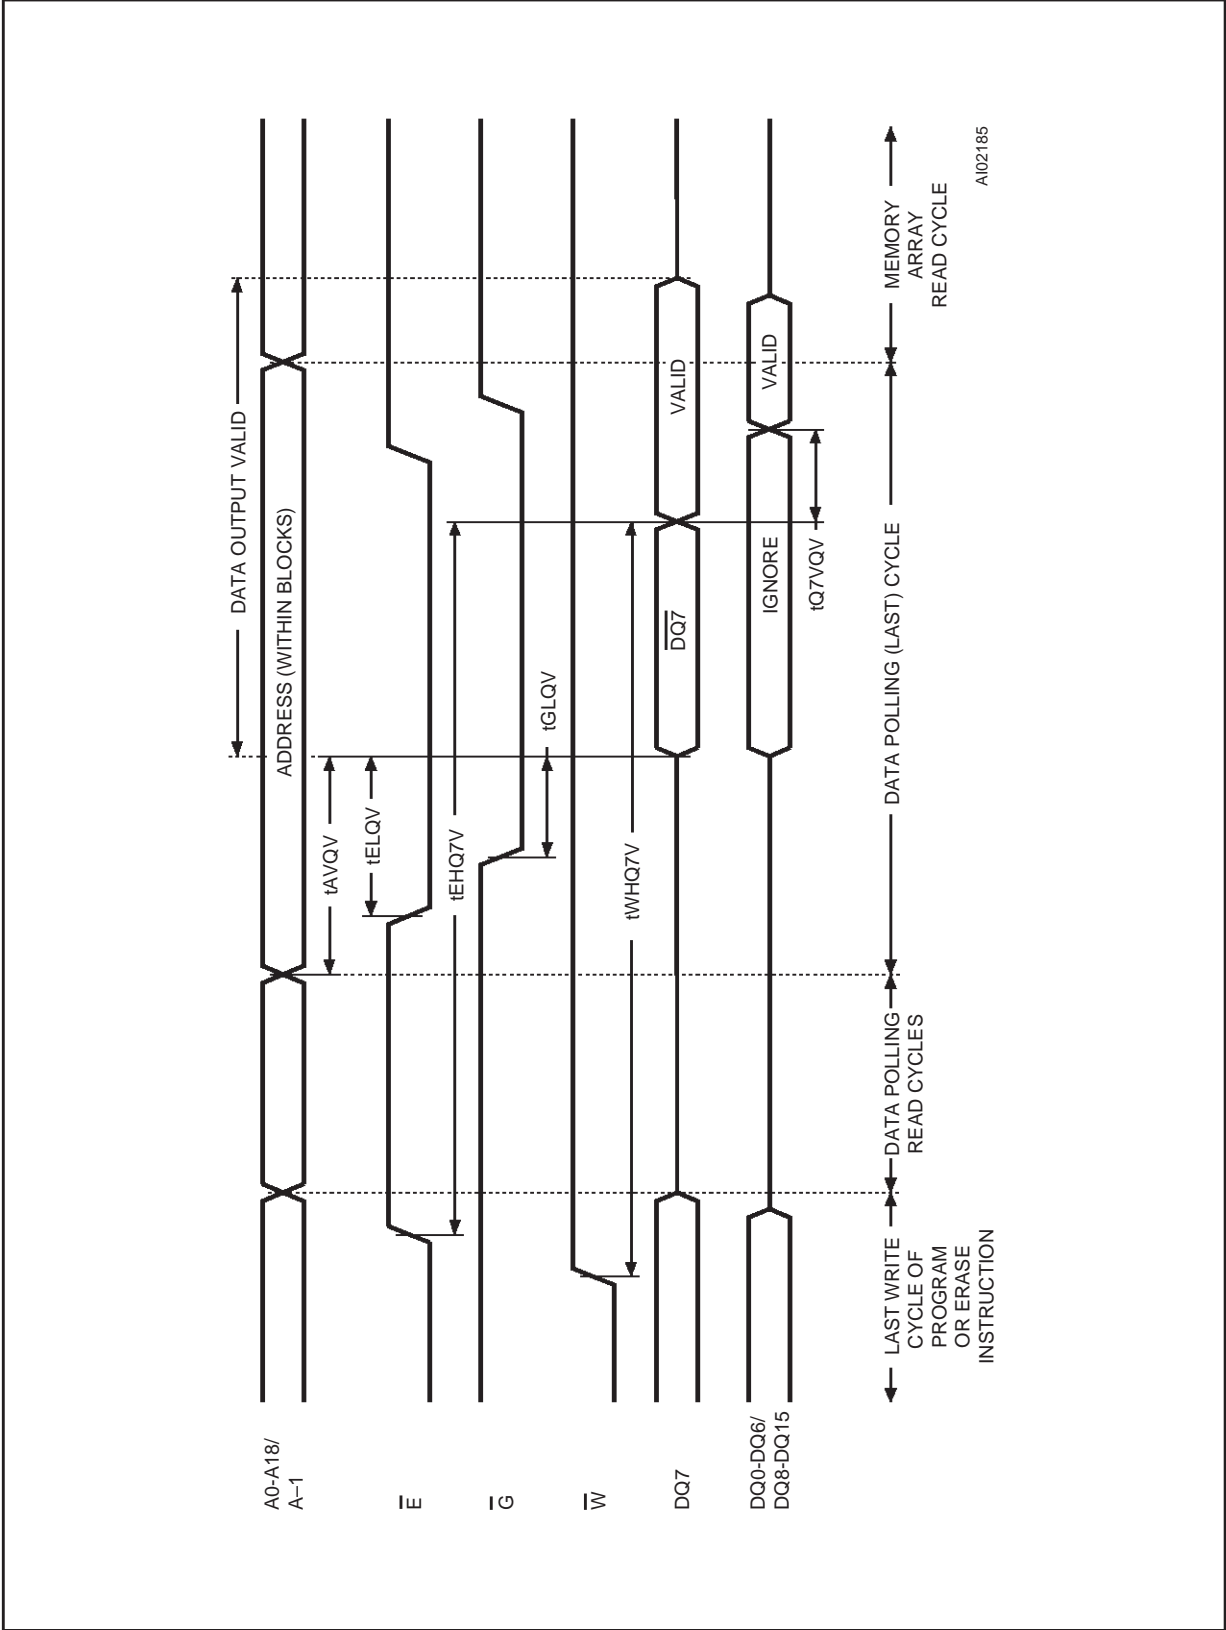 DATA OUTPUT VALID
A0-A18/
A–1
ADDRESS (WITHIN BLOCKS)
tAVQV
tELQV
E
tEHQ7V
G
tGLQV
W
tWHQ7V
DQ7
DQ7
VALID
DQ0-DQ6/
DQ8-DQ15
IGNORE
VALID
tQ7VQV
LAST WRITE
CYCLE OF
PROGRAM
OR ERASE
INSTRUCTION
DATA POLLING
READ CYCLES
DATA POLLING (LAST) CYCLE
MEMORY
ARRAY
READ CYCLE
AI02185